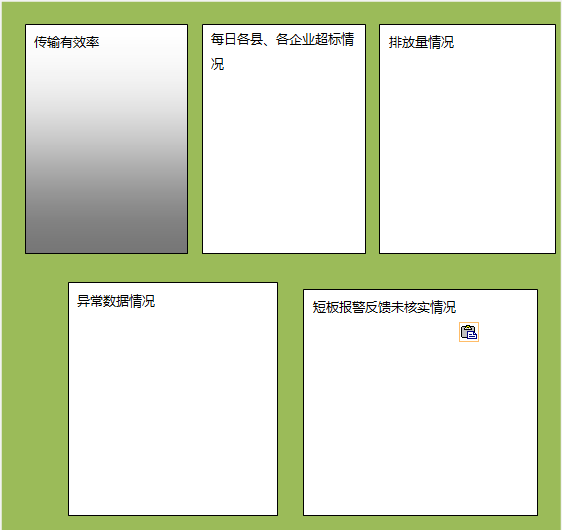 传输有效率
每日各县、各企业超标情
况
排放量情况
异常数据情况
短板报警反馈未核实情况